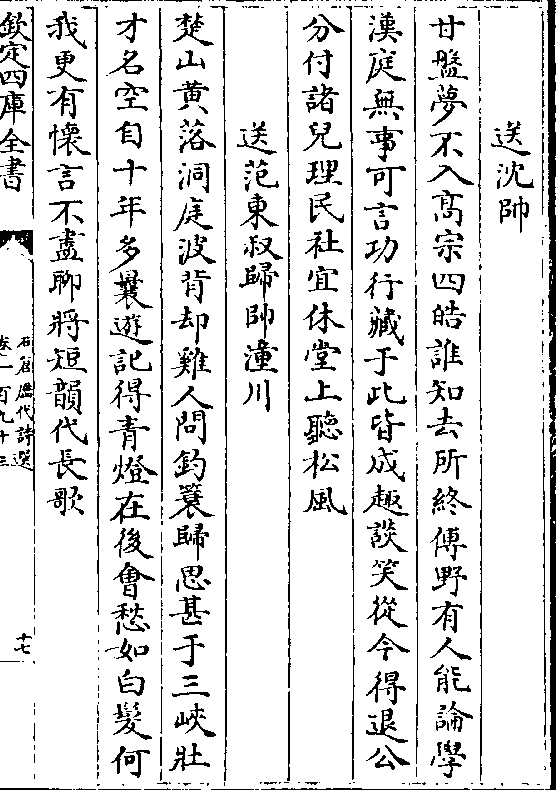 送沈帥
甘盤夢不入髙宗四皓誰知去所終傅野有人能論學
漢庭無事可言功行藏于此皆成趣談笑從今得退公
分付諸兒理民社宜休堂上聽松風
送范東叔歸帥潼川
楚山黄落洞庭波背却雞人問釣蓑歸思甚于三峽壯
才名空自十年多曩遊記得青燈在後會愁如白髮何
我更有懷言不盡聊將短韻代長歌
欽定四庫全書
石倉歷代詩選
卷一百九十三
十七